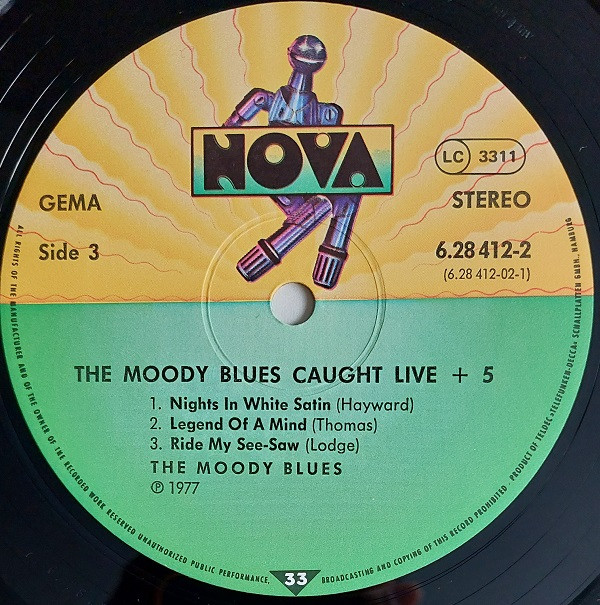 NOVA
LC 3311
GEMA
STEREO
Side 3
6.28 412-2
(6.28 412-02-1)
THE MOODY BLUES CAUGHT LIVE + 5
1. Nights In White Satin (Hayward)
2. Legend Of A Mind (Thomas)
3. Ride My See-Saw (Lodge)
THE MOODY BLUES
℗ 1977
33
ALL RIGHTS OF THE MANUFACTURER AND OF THE OWNER OF THE RECORDED WORK RESERVED UNAUTHORIZED PUBLIC PERFORMANCE, BROADCASTING AND COPYING OF THIS RECORD PROHIBITED · PRODUCT OF TELDEC »TELEFUNKEN-DECCA« SCHALLPLATTEN GMBH., HAMBURG